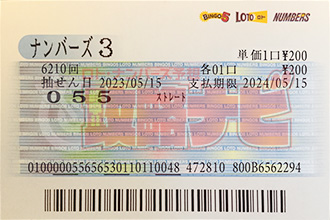 BINGO5 LOTO NUMBERS
ナンバーズ3 単価1口¥200
6210回 各01口 ¥200
抽せん日 2023/05/15 支払期限 2024/05/15
055 ストレート
01000005565653011011004​8 472810 800B6562294